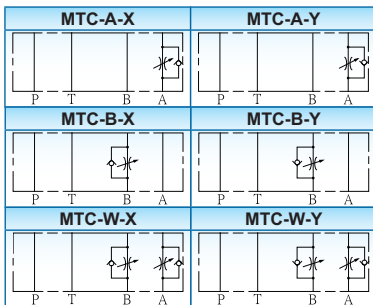 MTC-A-X MTC-A-Y
P T B A P T B A
MTC-B-X MTC-B-Y
P T B A P T B A
MTC-W-X MTC-W-Y
P T B A P T B A